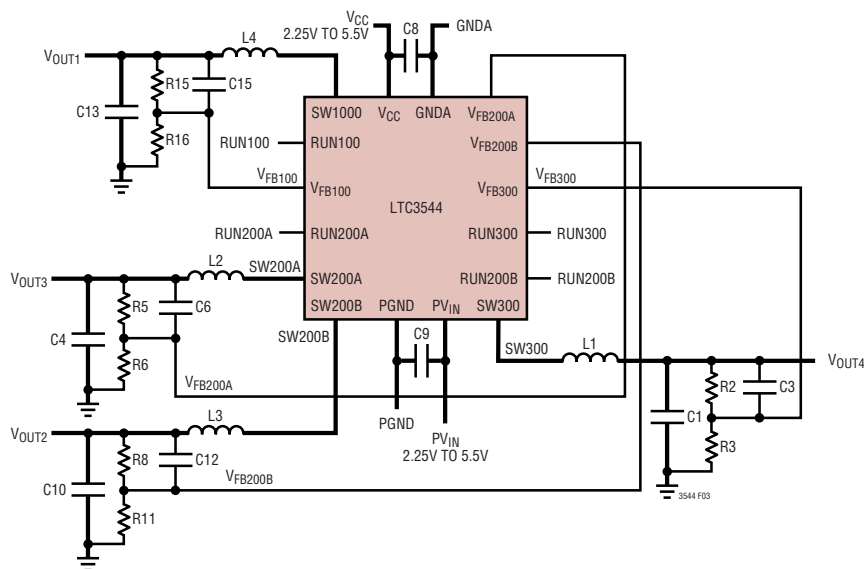 VCC
2.25V TO 5.5V
C8
GNDA
VOUT1
L4
R15
C15
C13
R16
SW1000
VCC
GNDA
VFB200A
RUN100
RUN100
VFB200B
VFB100
VFB100
VFB300
VFB300
LTC3544
RUN200A
RUN200A
RUN300
RUN300
VOUT3
L2
SW200A
SW200A
RUN200B
RUN200B
SW200B
PGND
PVIN
SW300
R5
C6
C4
R6
SW200B
C9
SW300
L1
VOUT4
VFB200A
R2
C3
C1
R3
VOUT2
L3
PGND
PVIN
2.25V TO 5.5V
R8
C12
C10
VFB200B
R11
3544 F03